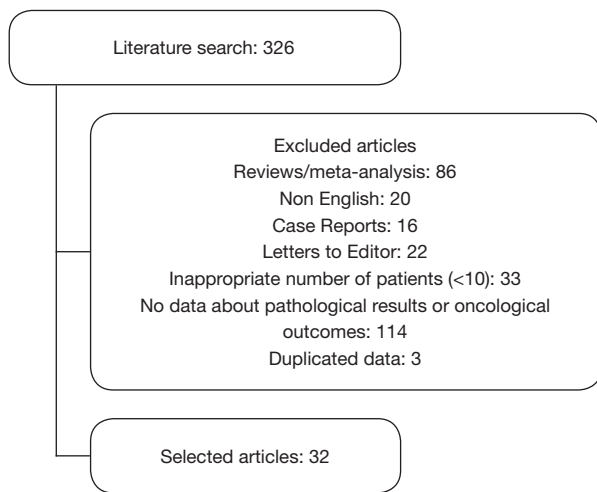 Literature search: 326
Excluded articles
Reviews/meta-analysis: 86
Non English: 20
Case Reports: 16
Letters to Editor: 22
Inappropriate number of patients (<10): 33
No data about pathological results or oncological
outcomes: 114
Duplicated data: 3
Selected articles: 32